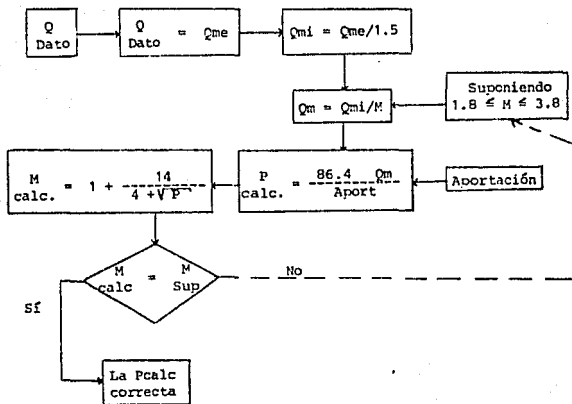 Q Dato
Q Dato = Qme
Qmi = Qme/1.5
Qm = Qmi/M
Suponiendo
1.8 ≤ M ≤ 3.8
M calc. = 1 + 14 / 4 + √P
P calc. = 86.4 Qm / Aport
Aportación
M calc = M Sup
No
Sí
La Pcalc
correcta